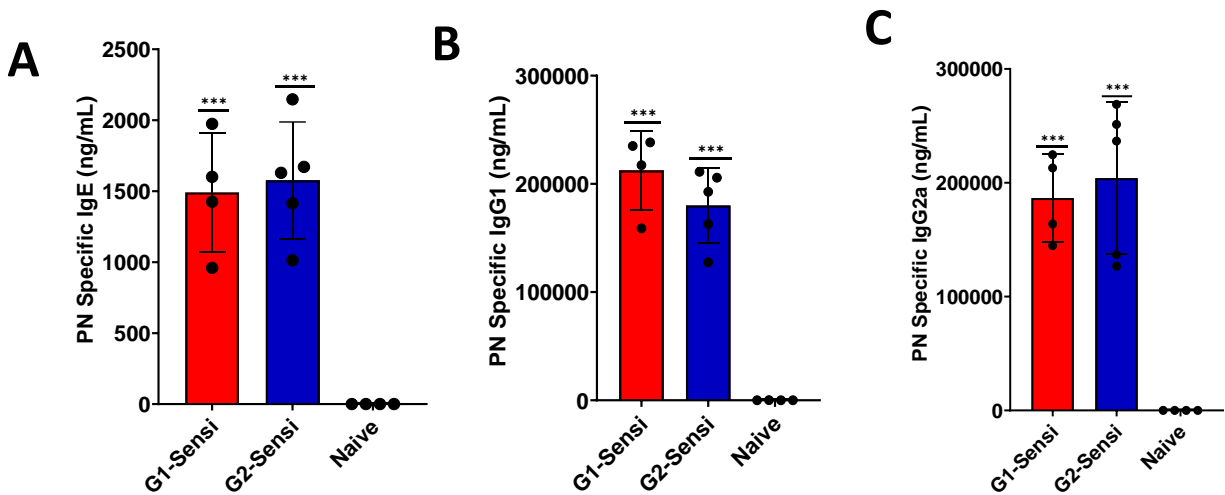 A
PN Specific IgE (ng/mL)
2500
2000
1500
1000
500
0
***
***
G1-Sensi
G2-Sensi
Naive
B
PN Specific IgG1 (ng/mL)
300000
200000
100000
0
***
***
G1-Sensi
G2-Sensi
Naive
C
PN Specific IgG2a (ng/mL)
300000
200000
100000
0
***
***
G1-Sensi
G2-Sensi
Naive